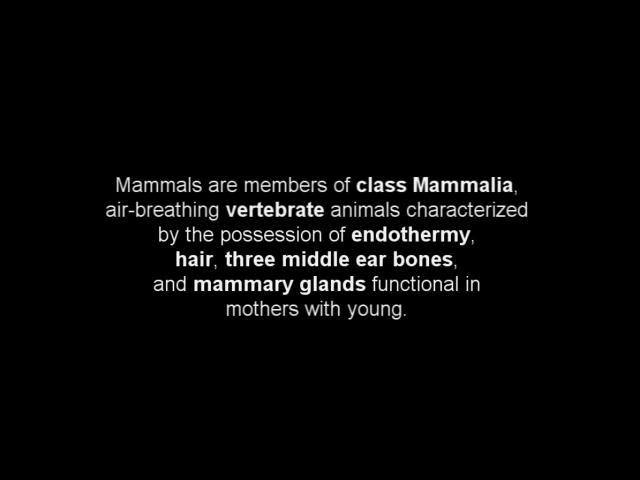 Mammals are members of class Mammalia,
air-breathing vertebrate animals characterized
by the possession of endothermy,
hair, three middle ear bones,
and mammary glands functional in
mothers with young.